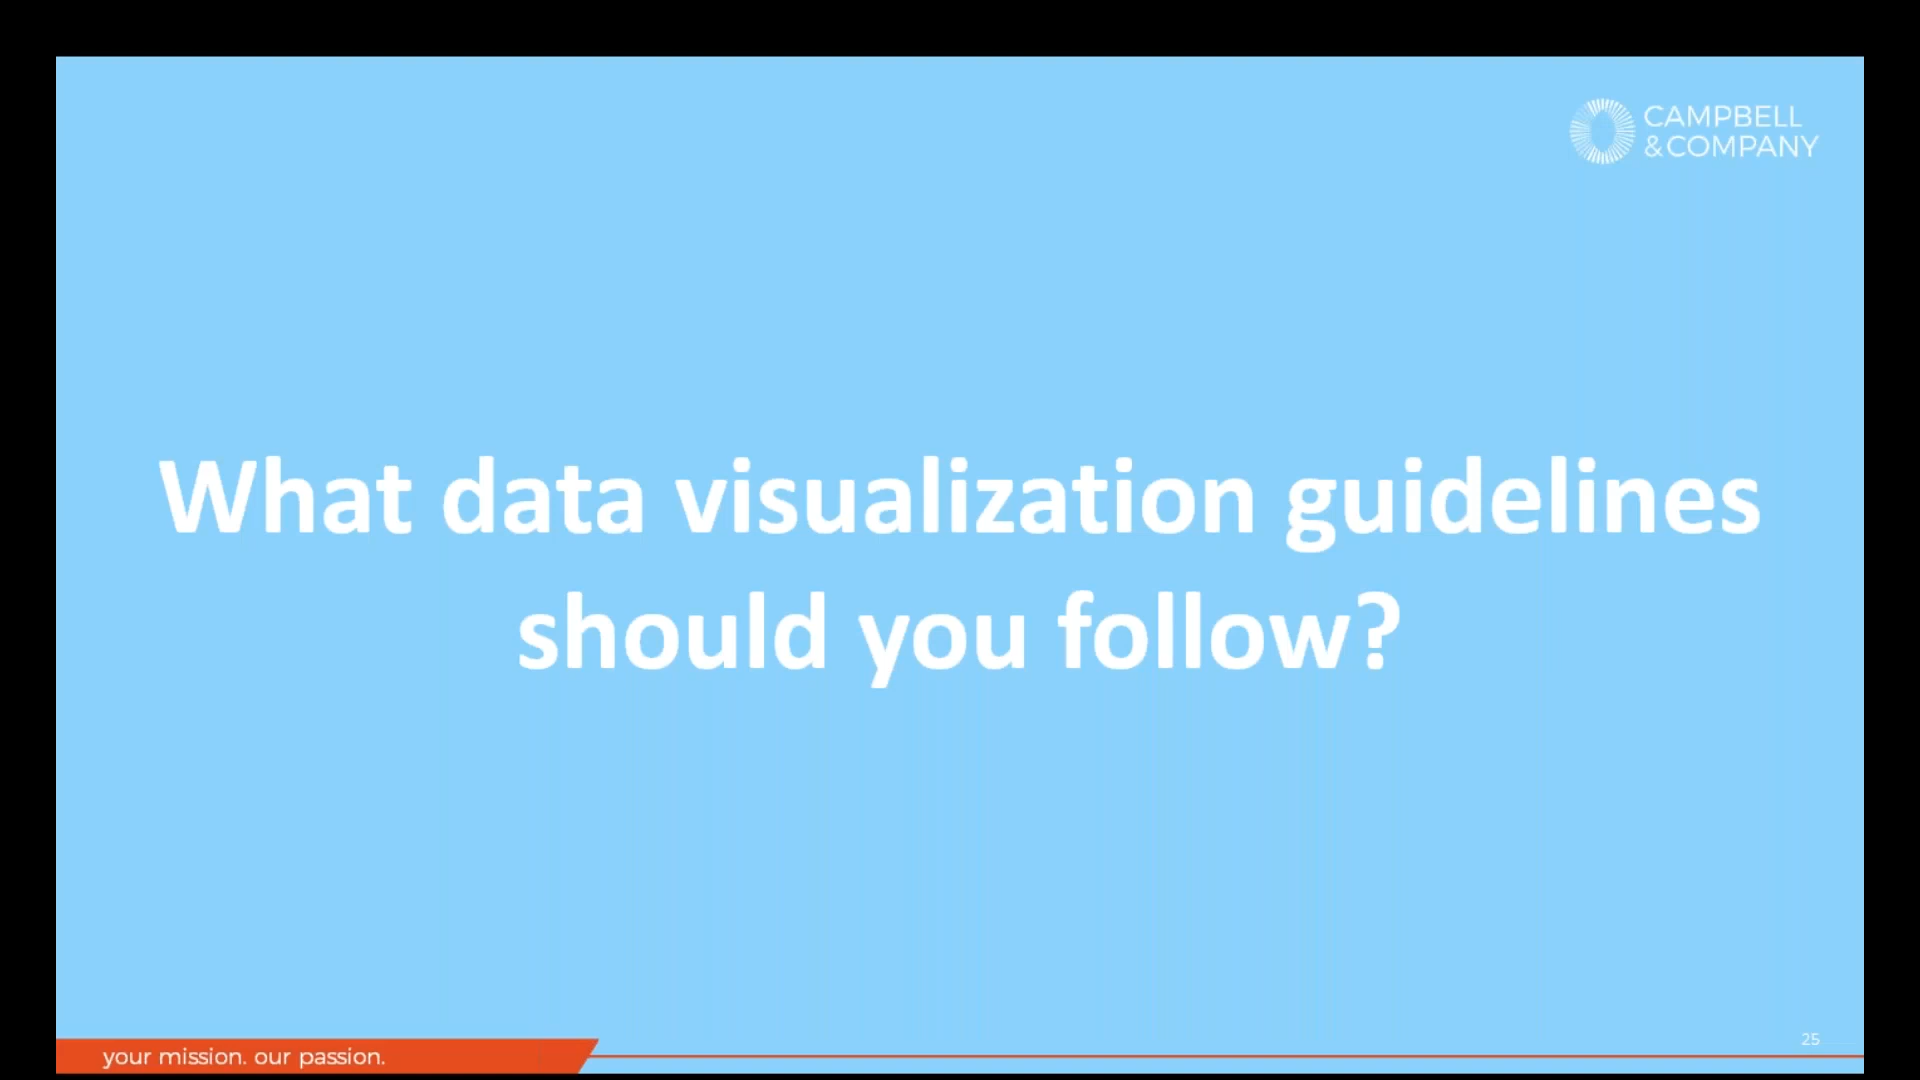 CAMPBELL
&COMPANY
What data visualization guidelines
should you follow?
your mission. our passion.
25